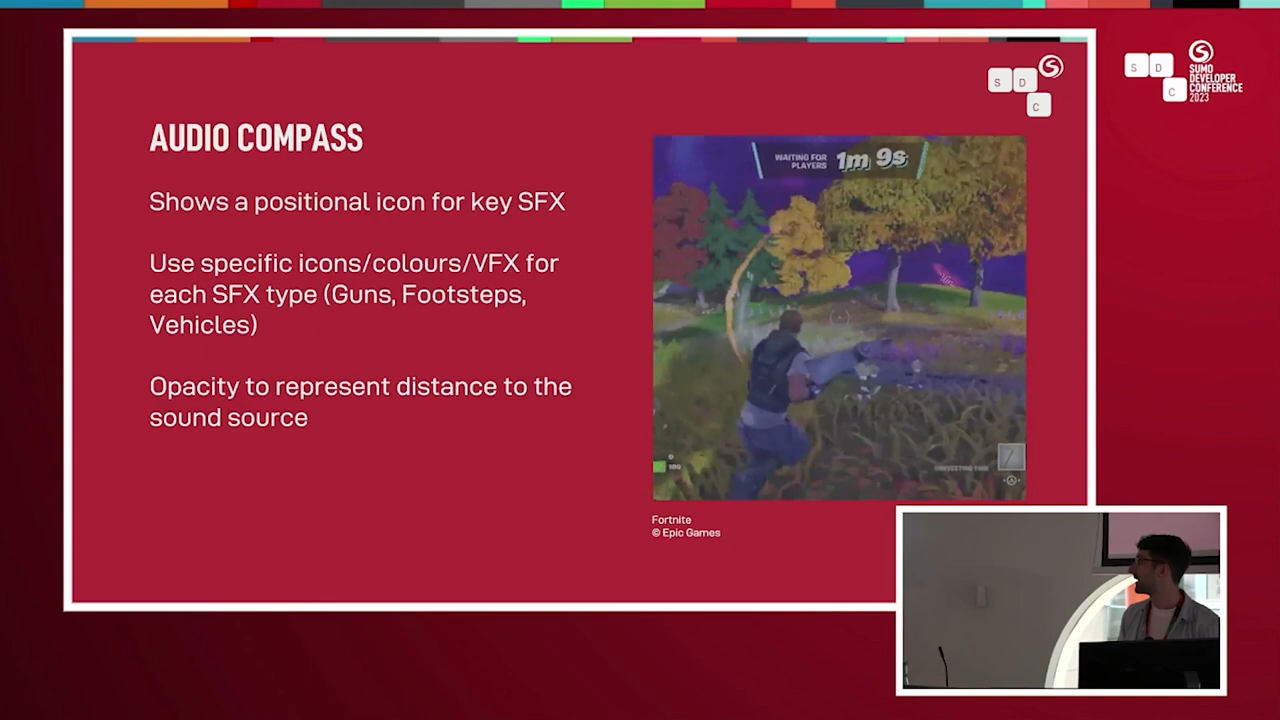 S D
C
SUMO
DEVELOPER
CONFERENCE
2023
S D
C
AUDIO COMPASS
Shows a positional icon for key SFX
Use specific icons/colours/VFX for
each SFX type (Guns, Footsteps,
Vehicles)
Opacity to represent distance to the
sound source
WAITING FOR
PLAYERS
1m 9s
0
100
Fortnite
© Epic Games